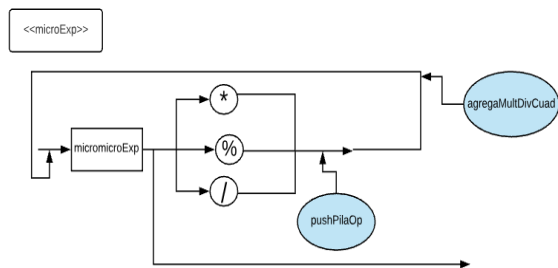 <<microExp>>
*
agregaMultDivCuad
micromicroExp
%
/
pushPilaOp